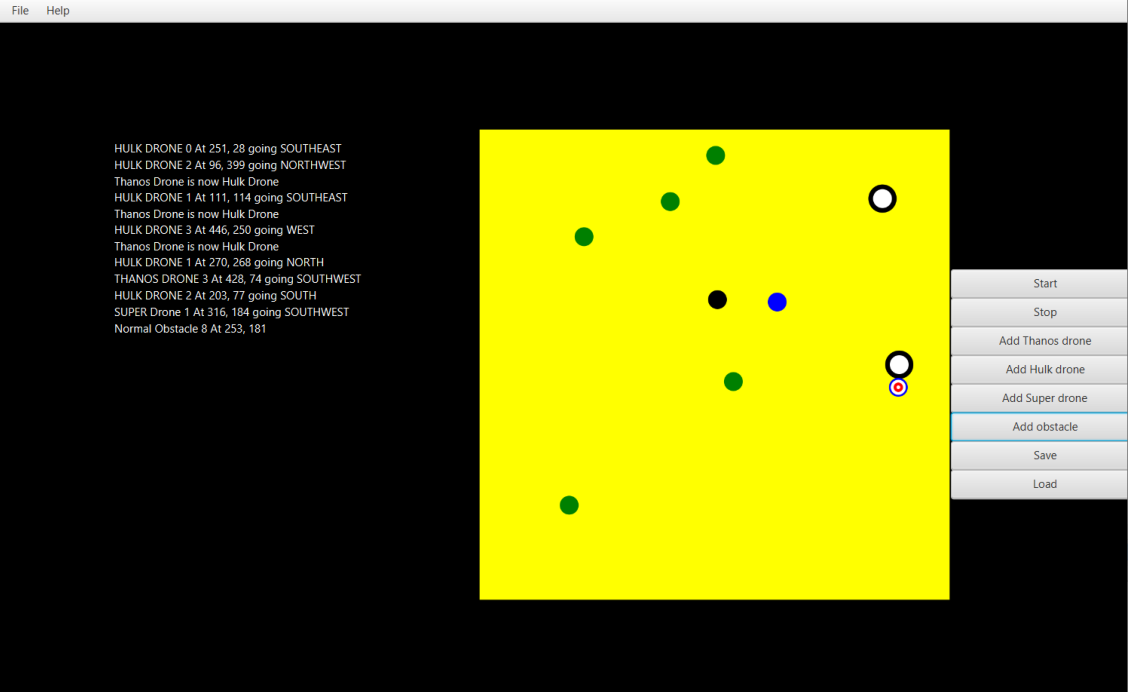 File Help
HULK DRONE 0 At 251, 28 going SOUTHEAST
HULK DRONE 2 At 96, 399 going NORTHWEST
Thanos Drone is now Hulk Drone
HULK DRONE 1 At 111, 114 going SOUTHEAST
Thanos Drone is now Hulk Drone
HULK DRONE 3 At 446, 250 going WEST
Thanos Drone is now Hulk Drone
HULK DRONE 1 At 270, 268 going NORTH
THANOS DRONE 3 At 428, 74 going SOUTHWEST
HULK DRONE 2 At 203, 77 going SOUTH
SUPER Drone 1 At 316, 184 going SOUTHWEST
Normal Obstacle 8 At 253, 181
Start
Stop
Add Thanos drone
Add Hulk drone
Add Super drone
Add obstacle
Save
Load